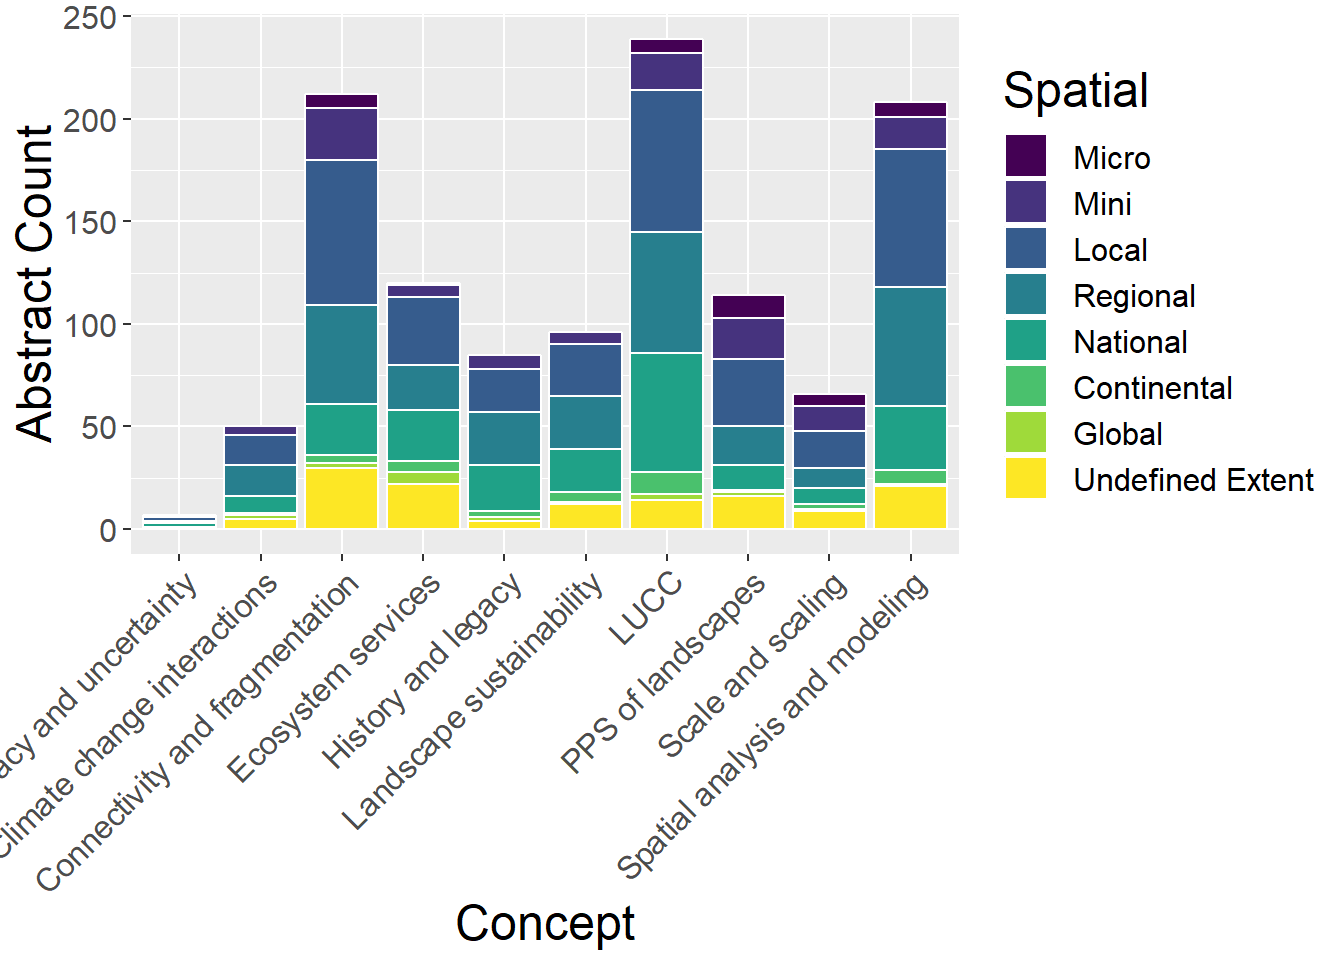 Abstract Count
250
200
150
100
50
0
and uncertainty
Climate change interactions
Connectivity and fragmentation
Ecosystem services
History and legacy
Landscape sustainability
LUCC
PPS of landscapes
Scale and scaling
Spatial analysis and modeling
Concept
Spatial
Micro
Mini
Local
Regional
National
Continental
Global
Undefined Extent